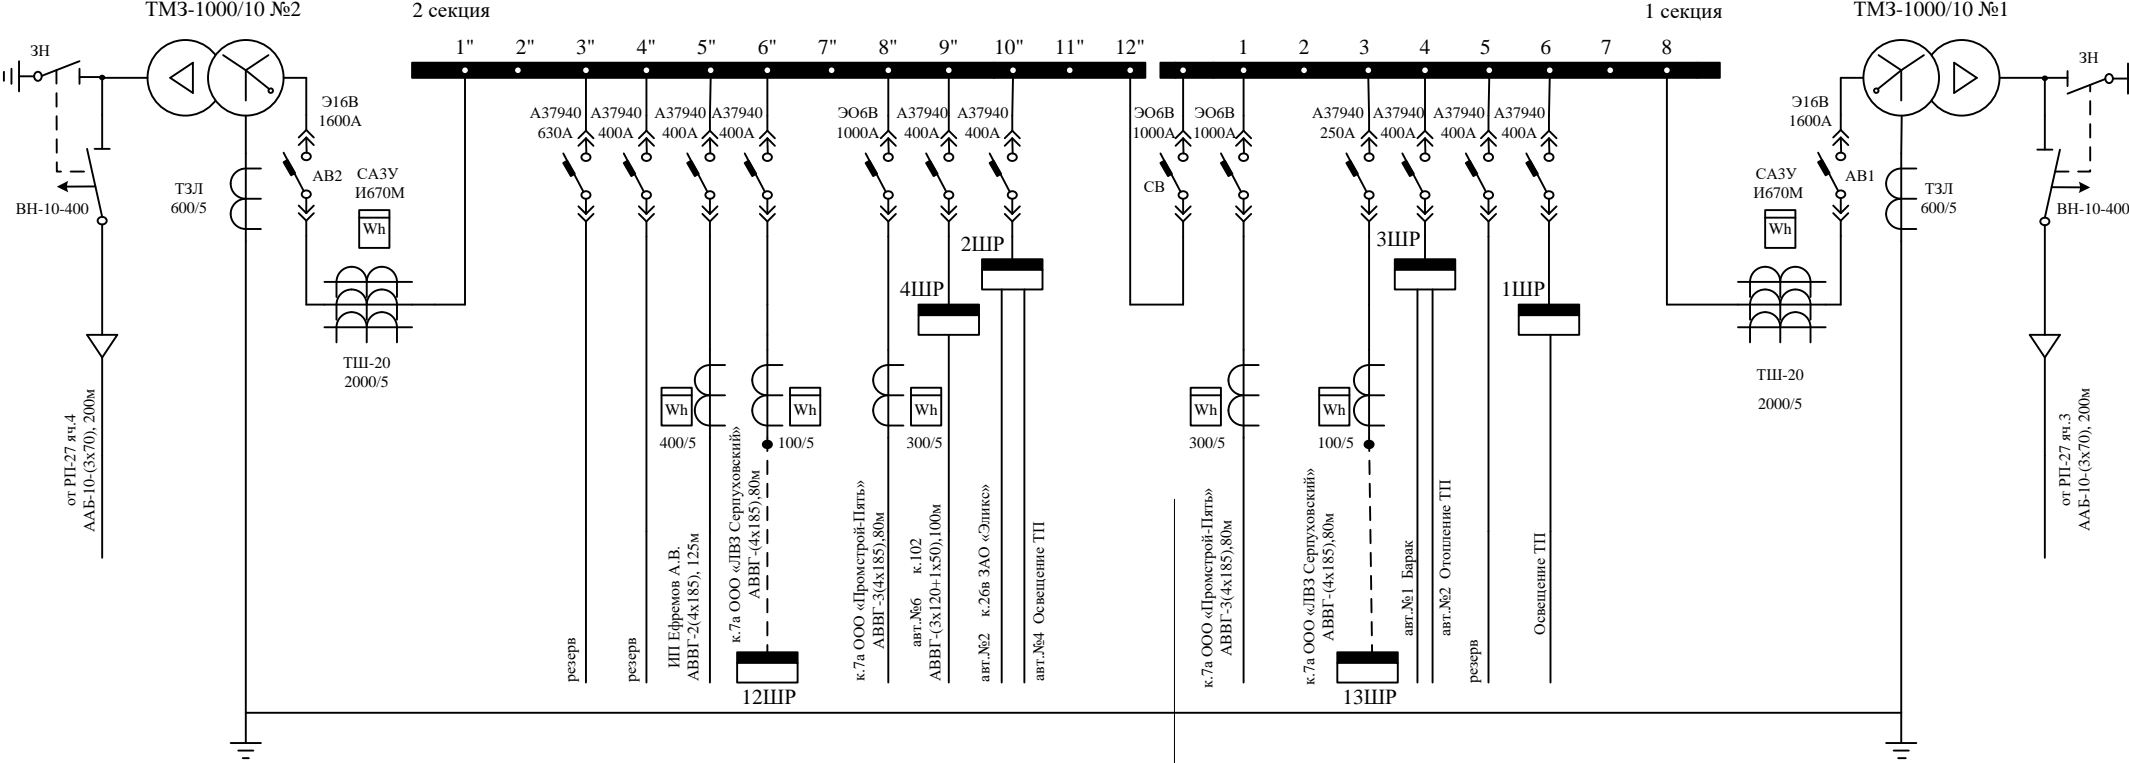 ТМЗ-1000/10 №2
2 секция
1 секция
ТМЗ-1000/10 №1
ЗН
1"
2"
3"
4"
5"
6"
7"
8"
9"
10"
11"
12"
1
2
3
4
5
6
7
8
ЗН
Э16В
1600А
А37940
630А
А37940
400А
А37940
400А
А37940
400А
ЭО6В
1000А
А37940
400А
А37940
400А
ЭО6В
1000А
ЭО6В
1000А
А37940
250А
А37940
400А
А37940
400А
А37940
400А
Э16В
1600А
ВН-10-400
ТЗЛ
600/5
АВ2
САЗУ
И670М
Wh
СВ
САЗУ
И670М
Wh
АВ1
ТЗЛ
600/5
ВН-10-400
2ШР
4ШР
3ШР
1ШР
ТШ-20
2000/5
ТШ-20
2000/5
Wh
400/5
Wh
100/5
Wh
300/5
Wh
300/5
Wh
100/5
от РП-27 яч.4
ААБ-10-(3х70), 200м
резерв
резерв
ИП Ефремов А.В.
АВВГ-2(4х185), 125м
к.7а ООО «ЛВЗ Серпуховский»
АВВГ-(4х185),80м
к.7а ООО «Промстрой-Пять»
АВВГ-3(4х185),80м
авт.№6 к.102
АВВГ-(3х120+1х50),100м
авт.№2 к.26в ЗАО «Эликс»
авт.№4 Освещение ТП
к.7а ООО «Промстрой-Пять»
АВВГ-3(4х185),80м
к.7а ООО «ЛВЗ Серпуховский»
АВВГ-(4х185),80м
авт.№1 Барак
авт.№2 Отопление ТП
резерв
Освещение ТП
от РП-27 яч.3
ААБ-10-(3х70), 200м
12ШР
13ШР